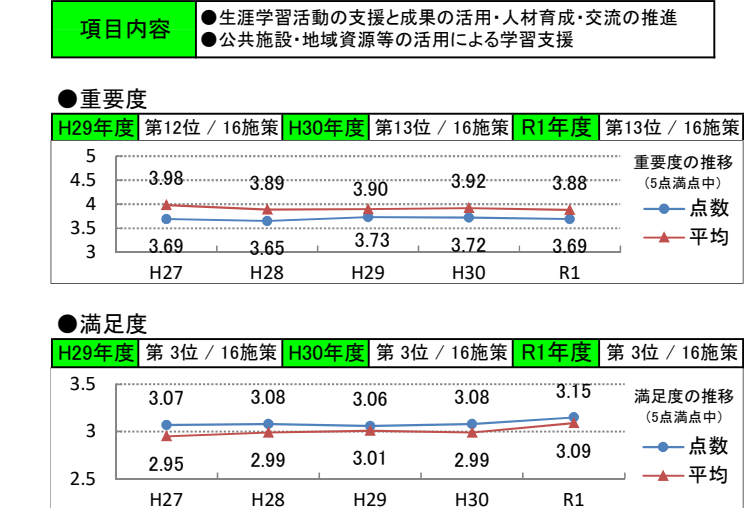 項目内容
●生涯学習活動の支援と成果の活用・人材育成・交流の推進
●公共施設・地域資源等の活用による学習支援
●重要度
H29年度 第12位 / 16施策 H30年度 第13位 / 16施策 R1年度 第13位 / 16施策
重要度の推移
(5点満点中)
点数
平均
5
4.5
4
3.5
3
3.98 3.89 3.90 3.92 3.88
3.69 3.65 3.73 3.72 3.69
H27 H28 H29 H30 R1
●満足度
H29年度 第 3位 / 16施策 H30年度 第 3位 / 16施策 R1年度 第 3位 / 16施策
満足度の推移
(5点満点中)
点数
平均
3.5
3
2.5
3.07 3.08 3.06 3.08 3.15
2.95 2.99 3.01 2.99 3.09
H27 H28 H29 H30 R1